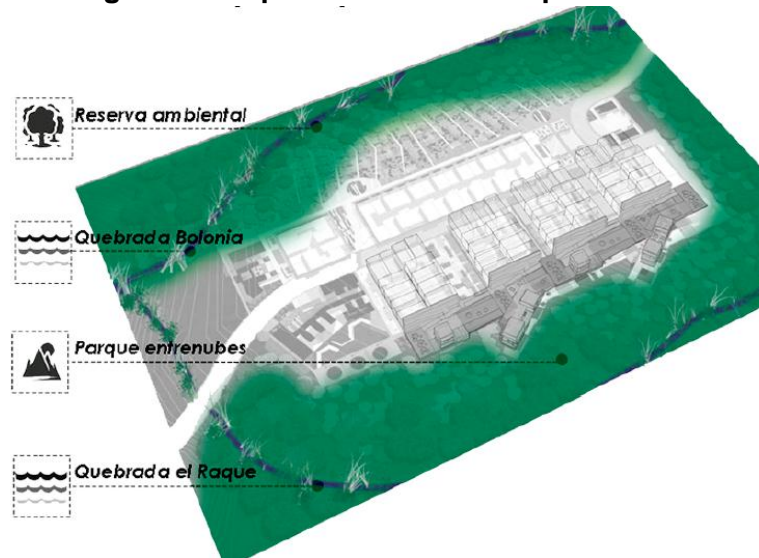 Reserva ambiental
Quebrada Bolonia
Parque entrenubes
Quebrada el Raque